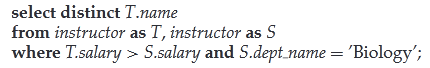 select distinct T.name
from instructor as T, instructor as S
where T.salary > S.salary and S.dept_name = 'Biology';